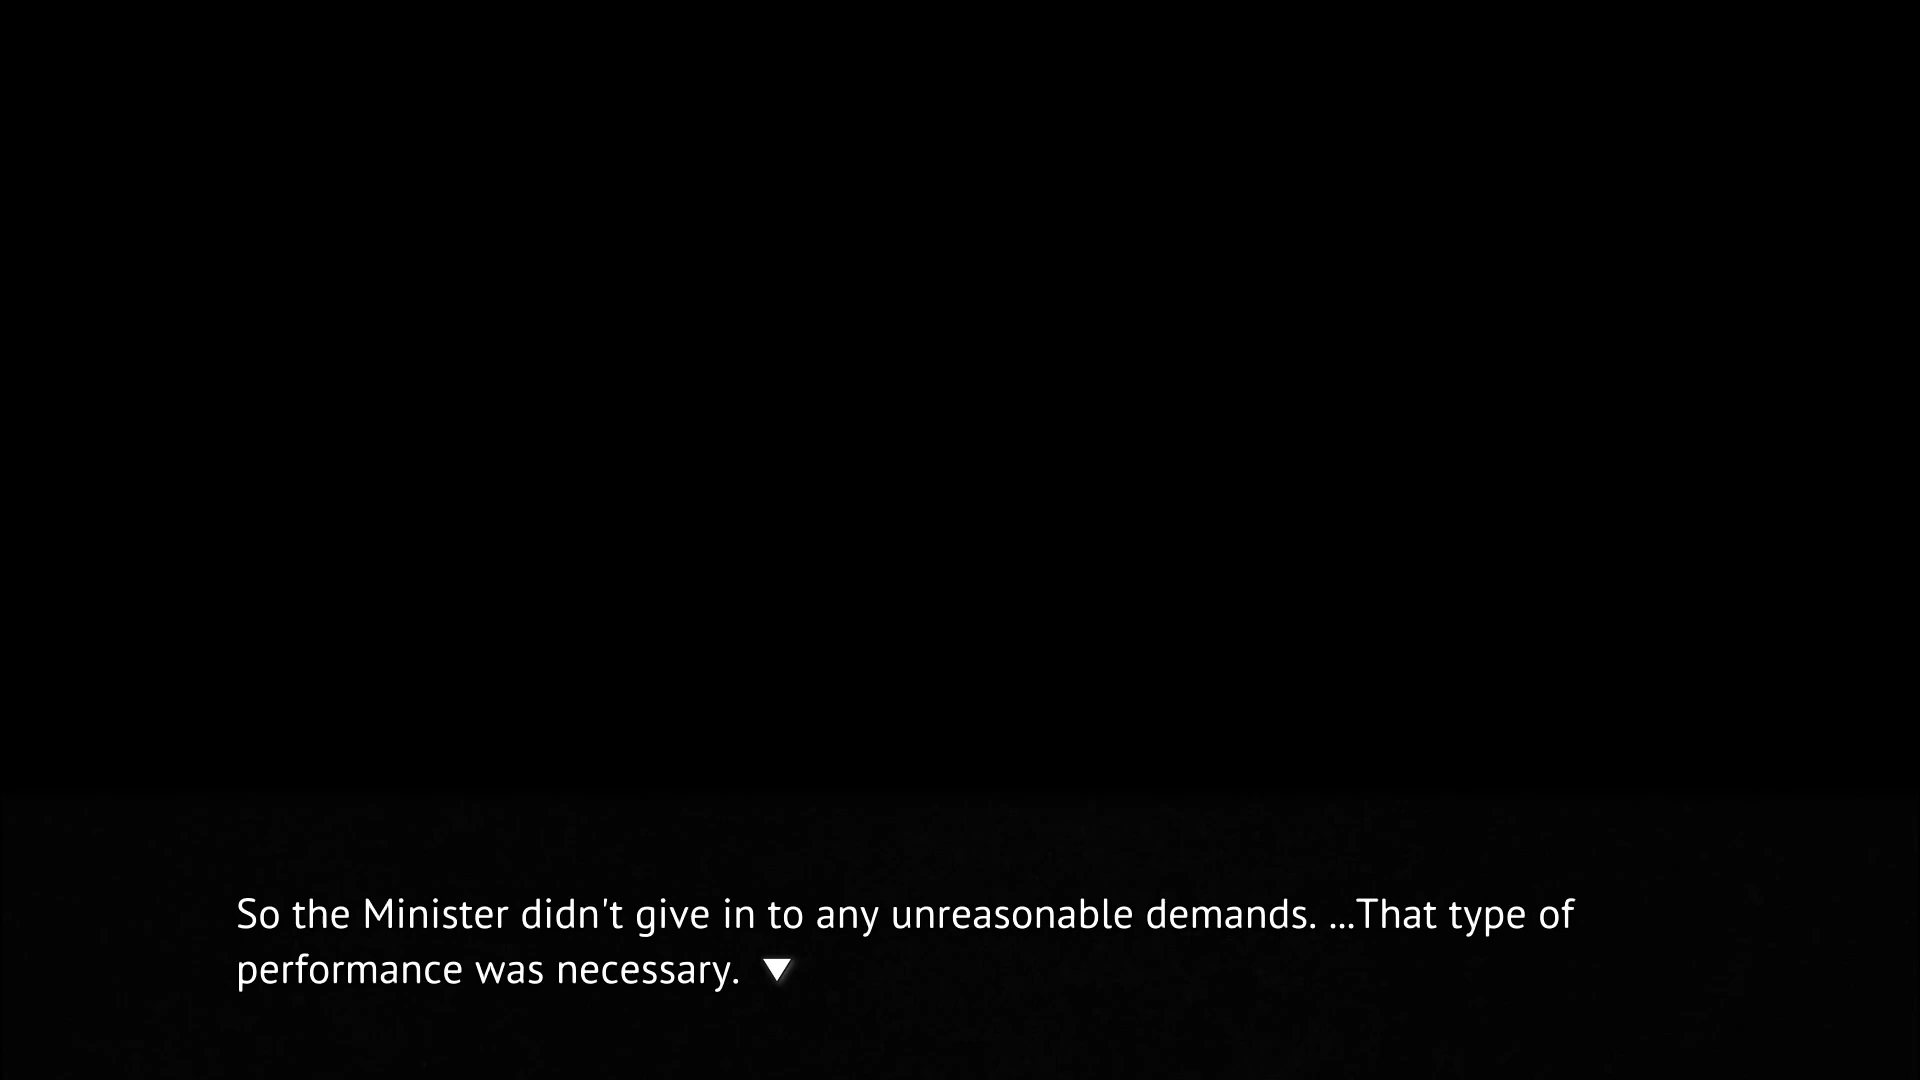 So the Minister didn't give in to any unreasonable demands. ...That type of
performance was necessary.